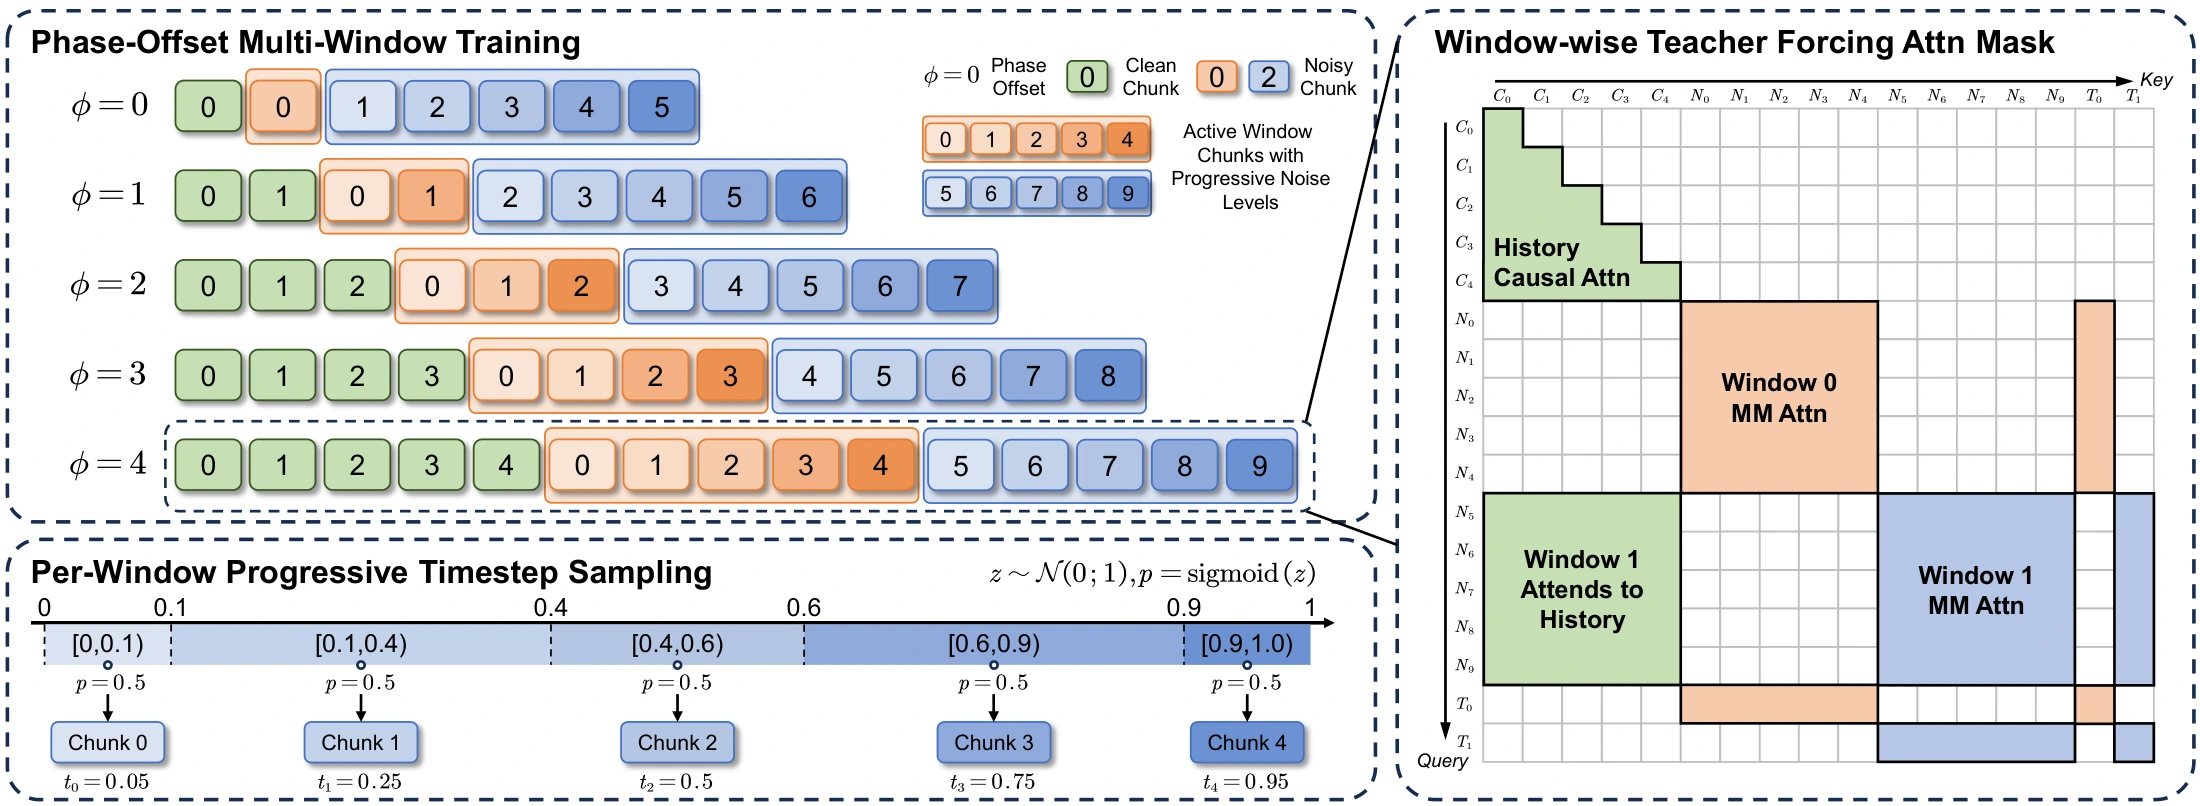 Phase-Offset Multi-Window Training
ϕ=0 Phase Offset 0 Clean Chunk 0 2 Noisy Chunk
0 1 2 3 4
5 6 7 8 9
Active Window
Chunks with
Progressive Noise
Levels
ϕ=0 0 0 1 2 3 4 5
ϕ=1 0 1 0 1 2 3 4 5 6
ϕ=2 0 1 2 0 1 2 3 4 5 6 7
ϕ=3 0 1 2 3 0 1 2 3 4 5 6 7 8
ϕ=4 0 1 2 3 4 0 1 2 3 4 5 6 7 8 9
Per-Window Progressive Timestep Sampling
z∼𝒩(0;1),p=sigmoid(z)
0 0.1 0.4 0.6 0.9 1
[0,0.1) [0.1,0.4) [0.4,0.6) [0.6,0.9) [0.9,1.0)
p=0.5 p=0.5 p=0.5 p=0.5 p=0.5
Chunk 0 Chunk 1 Chunk 2 Chunk 3 Chunk 4
t₀=0.05 t₁=0.25 t₂=0.5 t₃=0.75 t₄=0.95
Window-wise Teacher Forcing Attn Mask
Key
C₀ C₁ C₂ C₃ C₄ N₀ N₁ N₂ N₃ N₄ N₅ N₆ N₇ N₈ N₉ T₀ T₁
C₀
C₁
C₂
C₃
C₄
N₀
N₁
N₂
N₃
N₄
N₅
N₆
N₇
N₈
N₉
T₀
T₁
Query
History
Causal Attn
Window 0
MM Attn
Window 1
Attends to
History
Window 1
MM Attn